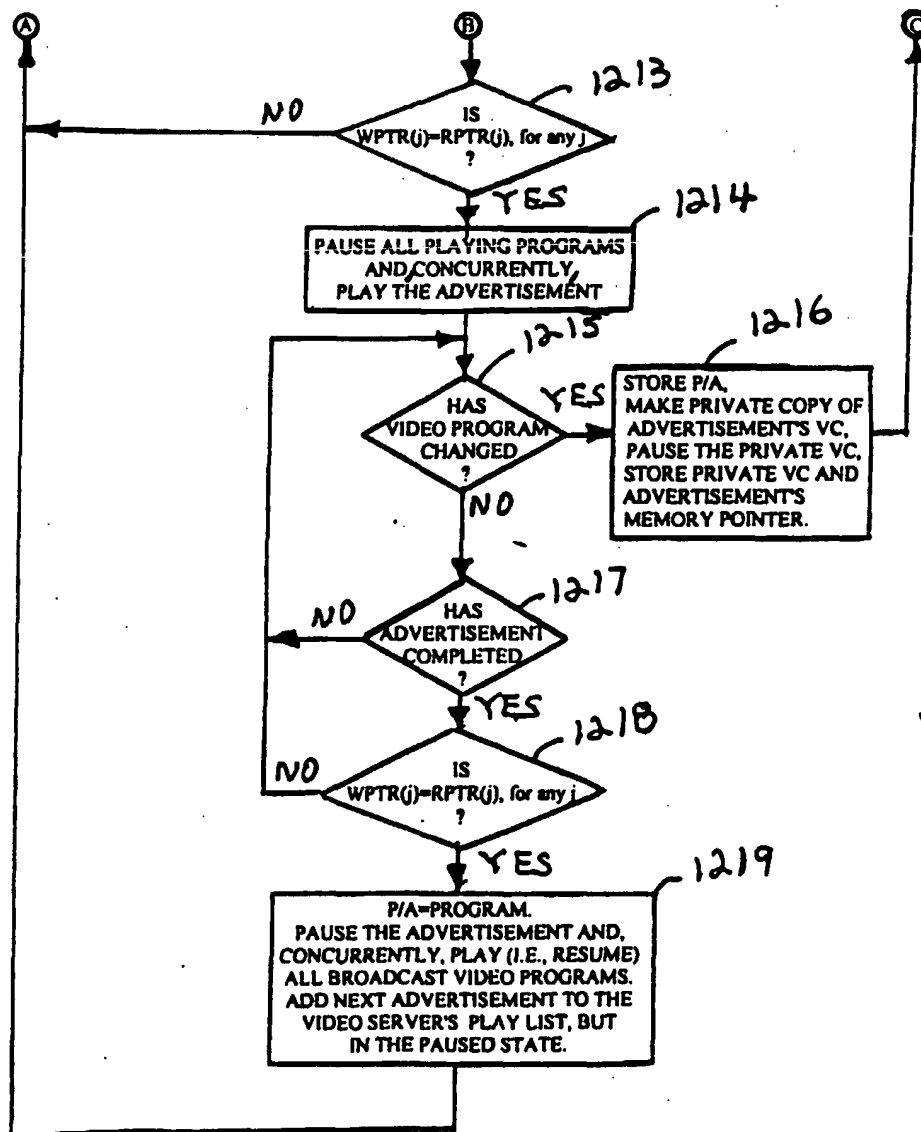 A
B
C
1213
NO
IS
WPTR(j)=RPTR(j), for any j
?
YES
1214
PAUSE ALL PLAYING PROGRAMS
AND, CONCURRENTLY,
PLAY THE ADVERTISEMENT
1215
HAS
VIDEO PROGRAM
CHANGED
?
YES
1216
STORE P/A,
MAKE PRIVATE COPY OF
ADVERTISEMENT'S VC,
PAUSE THE PRIVATE VC,
STORE PRIVATE VC AND
ADVERTISEMENT'S
MEMORY POINTER.
NO
1217
NO
HAS
ADVERTISEMENT
COMPLETED
?
YES
1218
NO
IS
WPTR(j)=RPTR(j), for any j
?
YES
1219
P/A=PROGRAM.
PAUSE THE ADVERTISEMENT AND,
CONCURRENTLY, PLAY (I.E., RESUME)
ALL BROADCAST VIDEO PROGRAMS.
ADD NEXT ADVERTISEMENT TO THE
VIDEO SERVER'S PLAY LIST, BUT
IN THE PAUSED STATE.